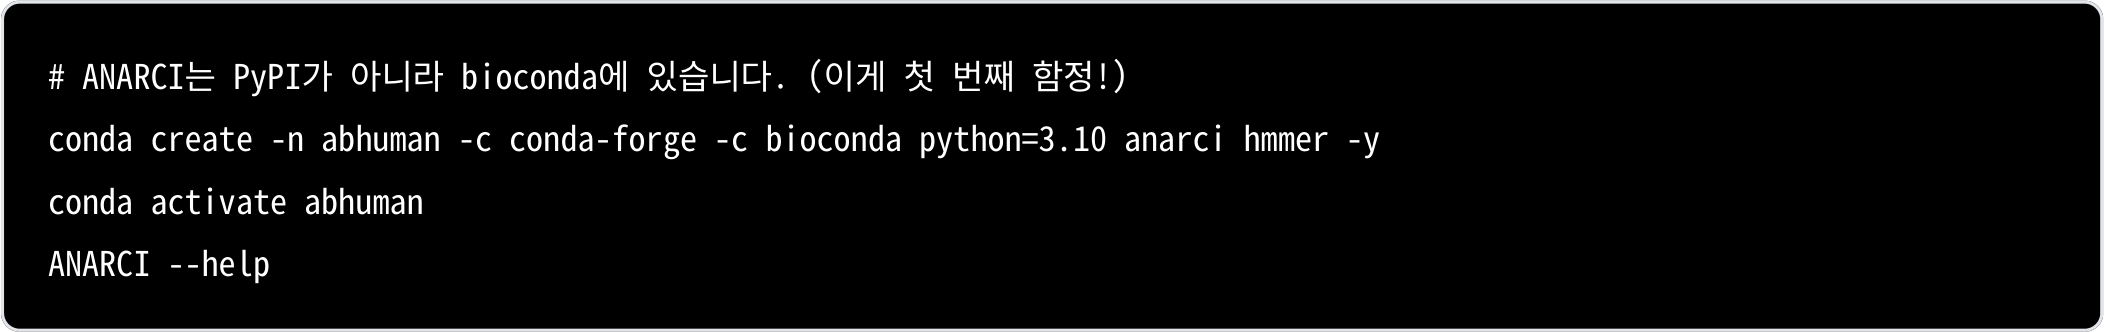 # ANARCI는 PyPI가 아니라 bioconda에 있습니다. (이게 첫 번째 함정!)
conda create -n abhuman -c conda-forge -c bioconda python=3.10 anarci hmmer -y
conda activate abhuman
ANARCI --help